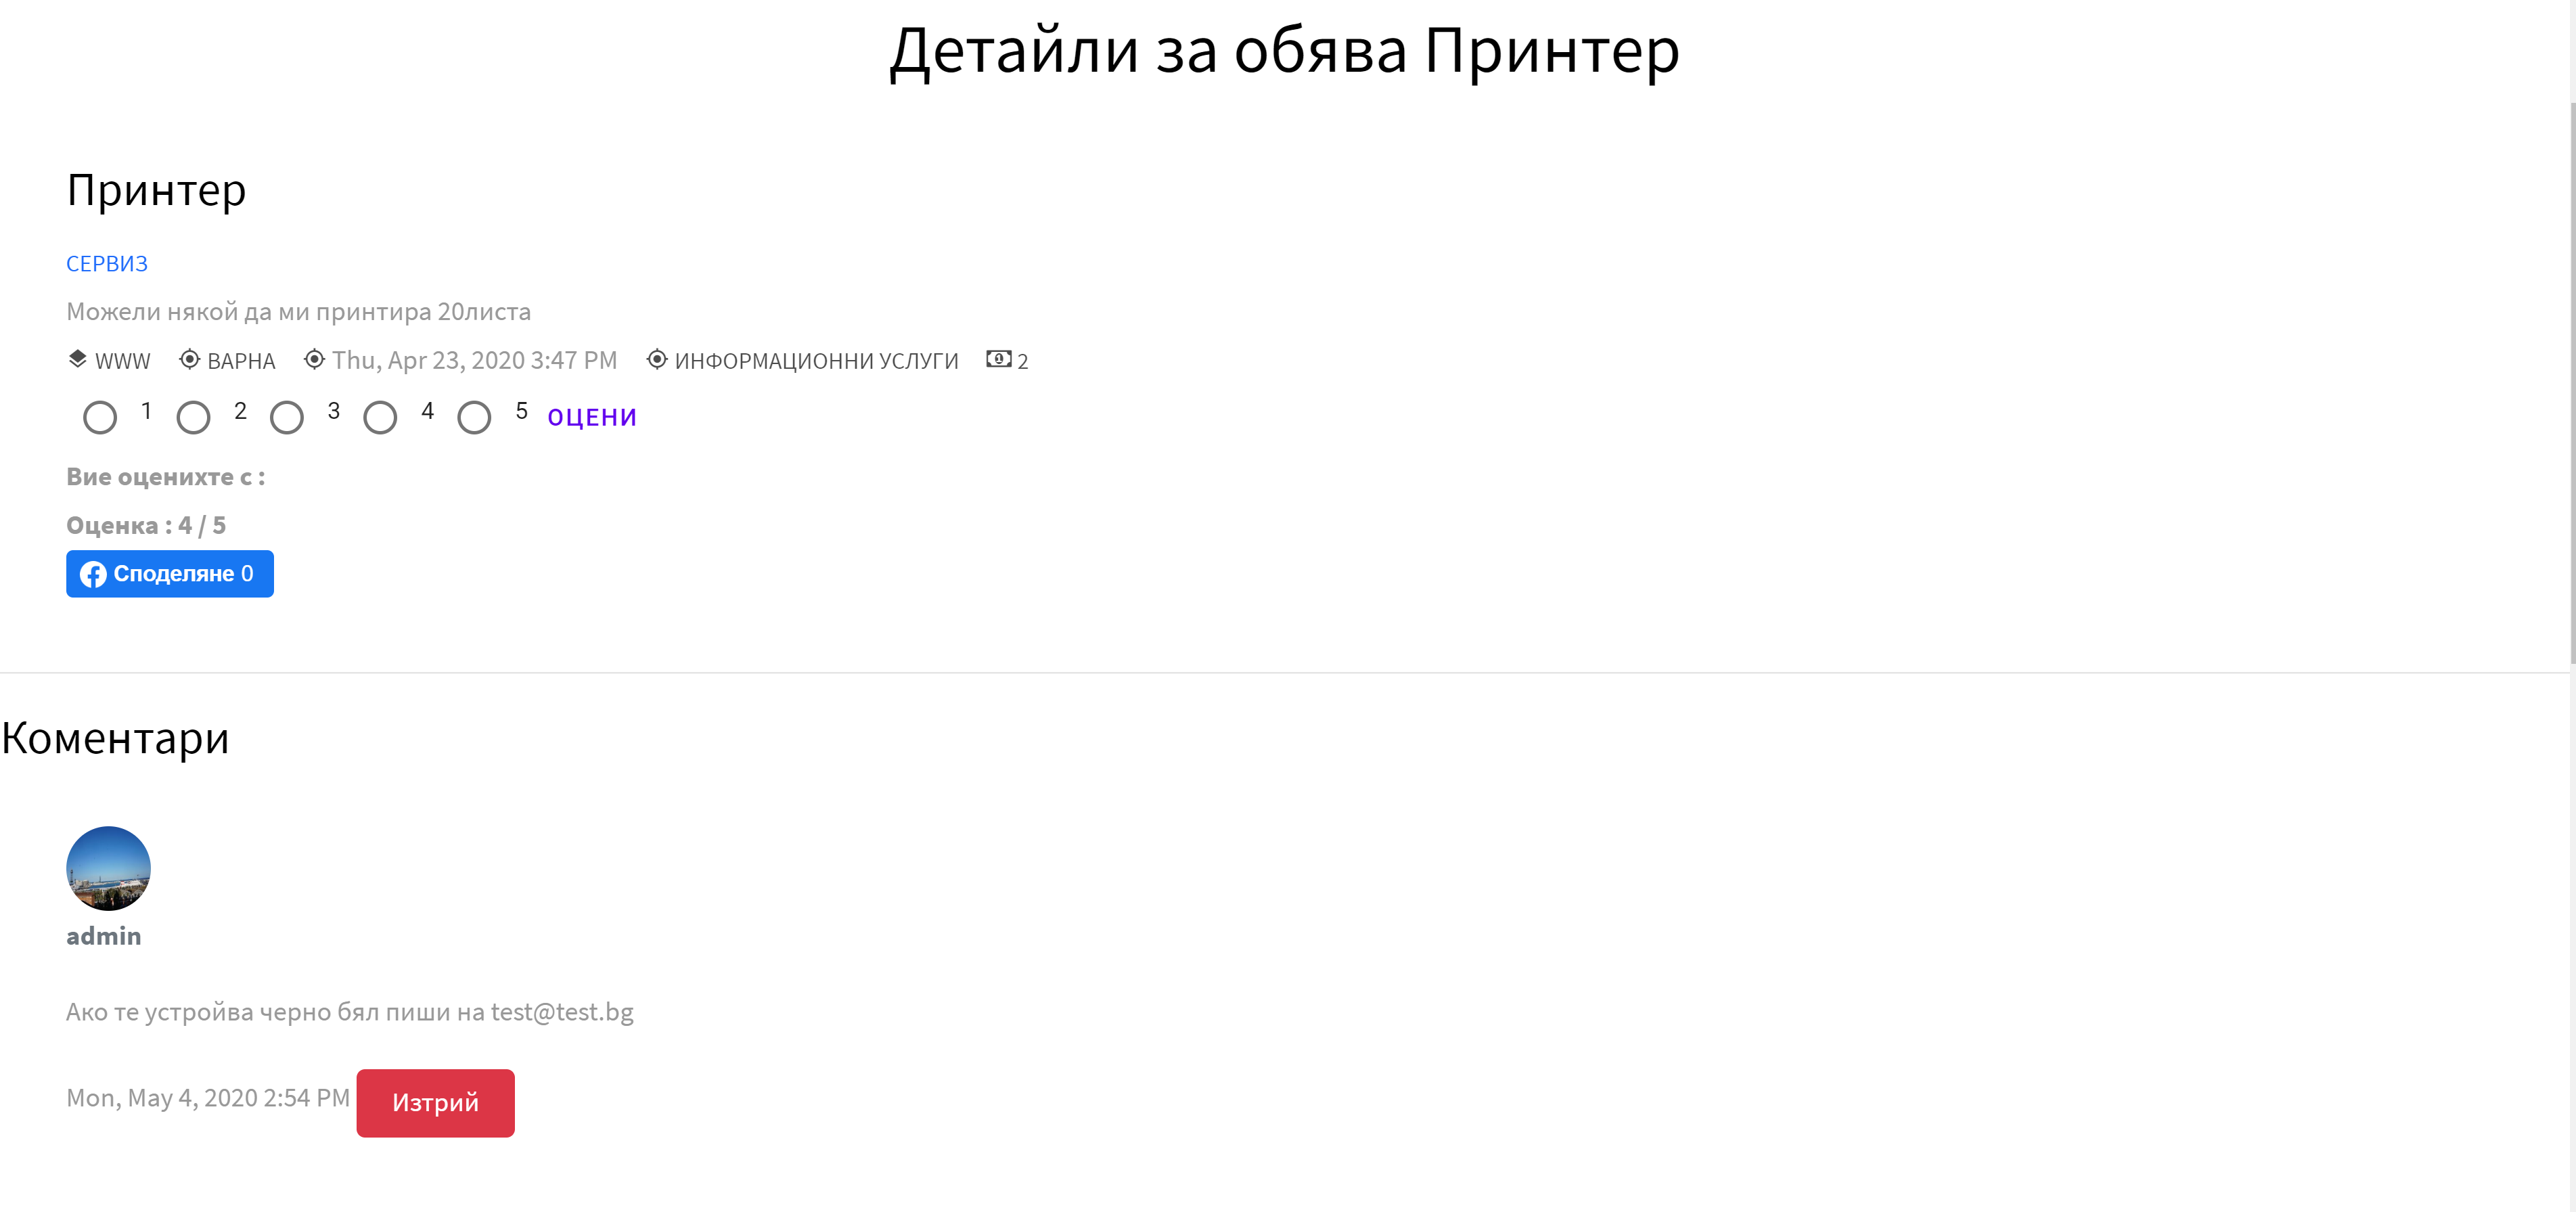 Детайли за обява Принтер
Принтер
СЕРВИЗ
Можели някой да ми принтира 20листа
WWW ВАРНА Thu, Apr 23, 2020 3:47 PM ИНФОРМАЦИОННИ УСЛУГИ 2
1 2 3 4 5 ОЦЕНИ
Вие оценихте с :
Оценка : 4 / 5
Споделяне 0
Коментари
admin
Ако те устройва черно бял пиши на test@test.bg
Mon, May 4, 2020 2:54 PM Изтрий